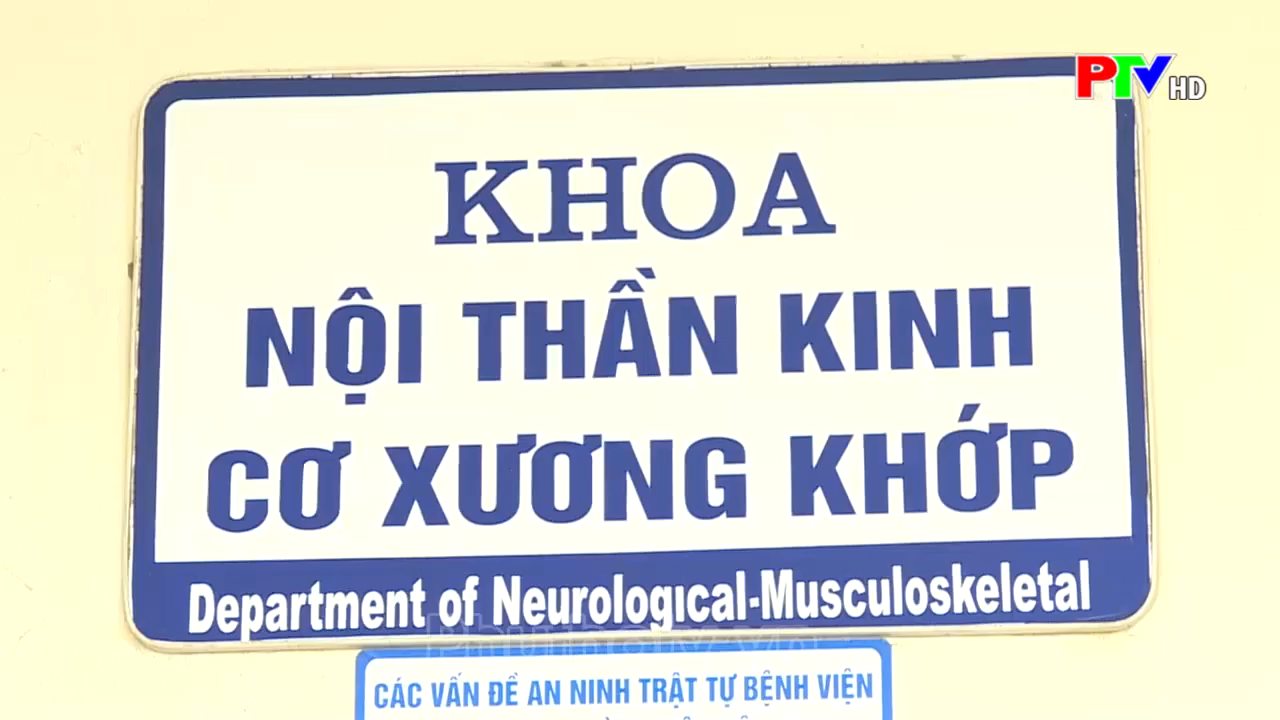 PTV HD
KHOA
NỘI THẦN KINH
CƠ XƯƠNG KHỚP
Department of Neurological-Musculoskeletal
CÁC VẤN ĐỀ AN NINH TRẬT TỰ BỆNH VIỆN